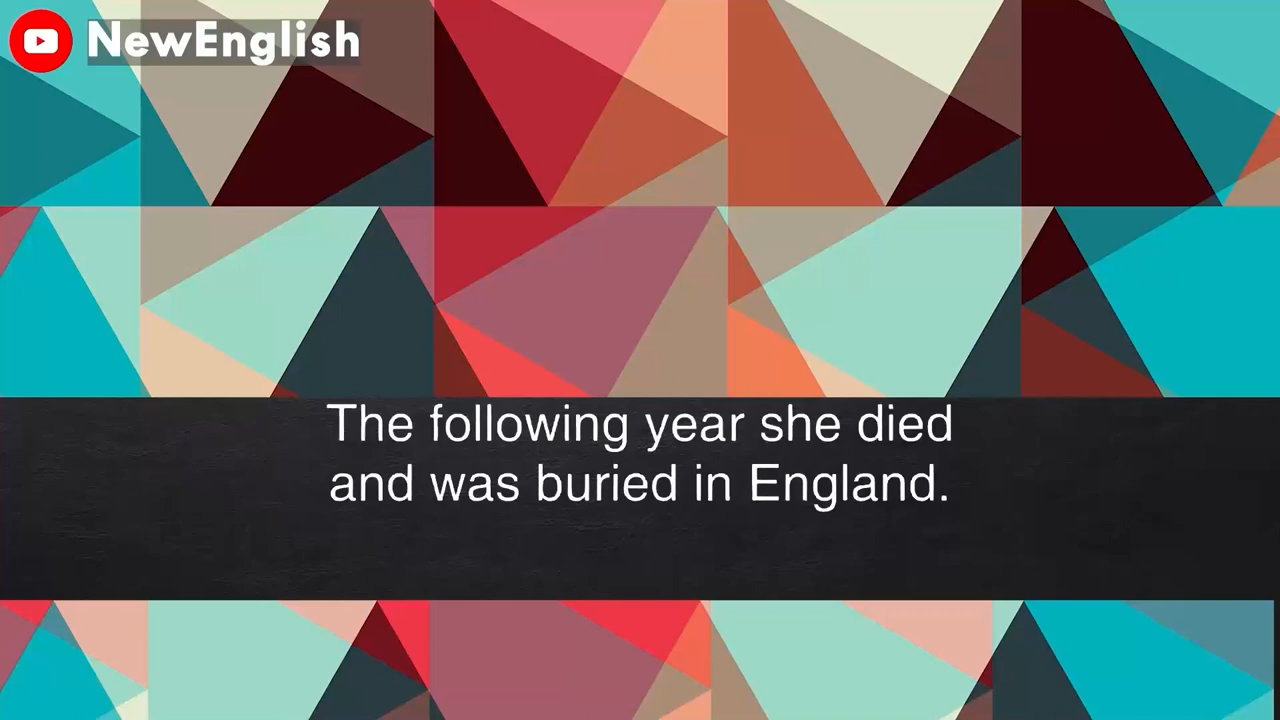 NewEnglish
The following year she died
and was buried in England.